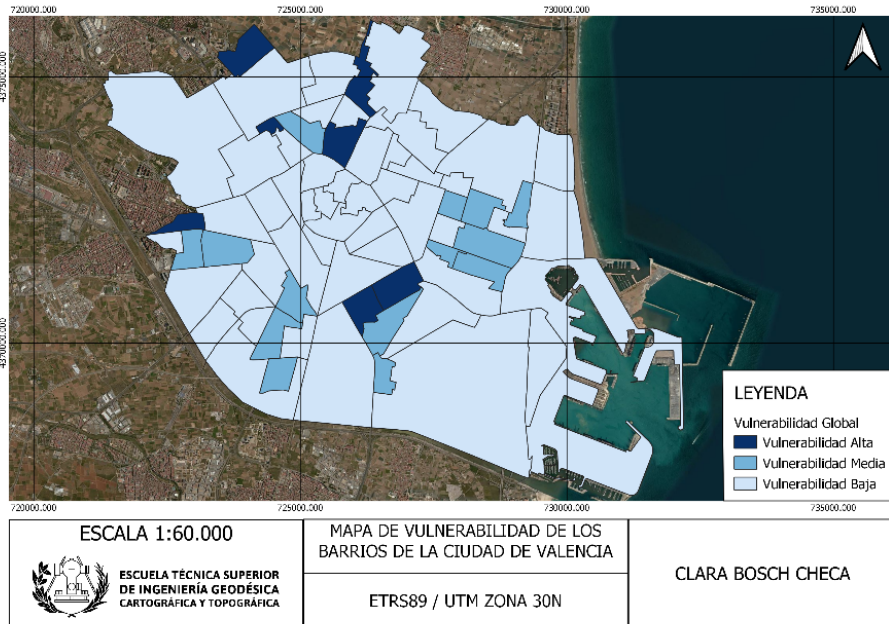 720000.000
725000.000
730000.000
735000.000
4375000.000
4370000.000
LEYENDA
Vulnerabilidad Global
Vulnerabilidad Alta
Vulnerabilidad Media
Vulnerabilidad Baja
720000.000
725000.000
730000.000
735000.000
ESCALA 1:60.000
ESCUELA TÉCNICA SUPERIOR
DE INGENIERÍA GEODÉSICA
CARTOGRÁFICA Y TOPOGRÁFICA
MAPA DE VULNERABILIDAD DE LOS
BARRIOS DE LA CIUDAD DE VALENCIA
ETRS89 / UTM ZONA 30N
CLARA BOSCH CHECA